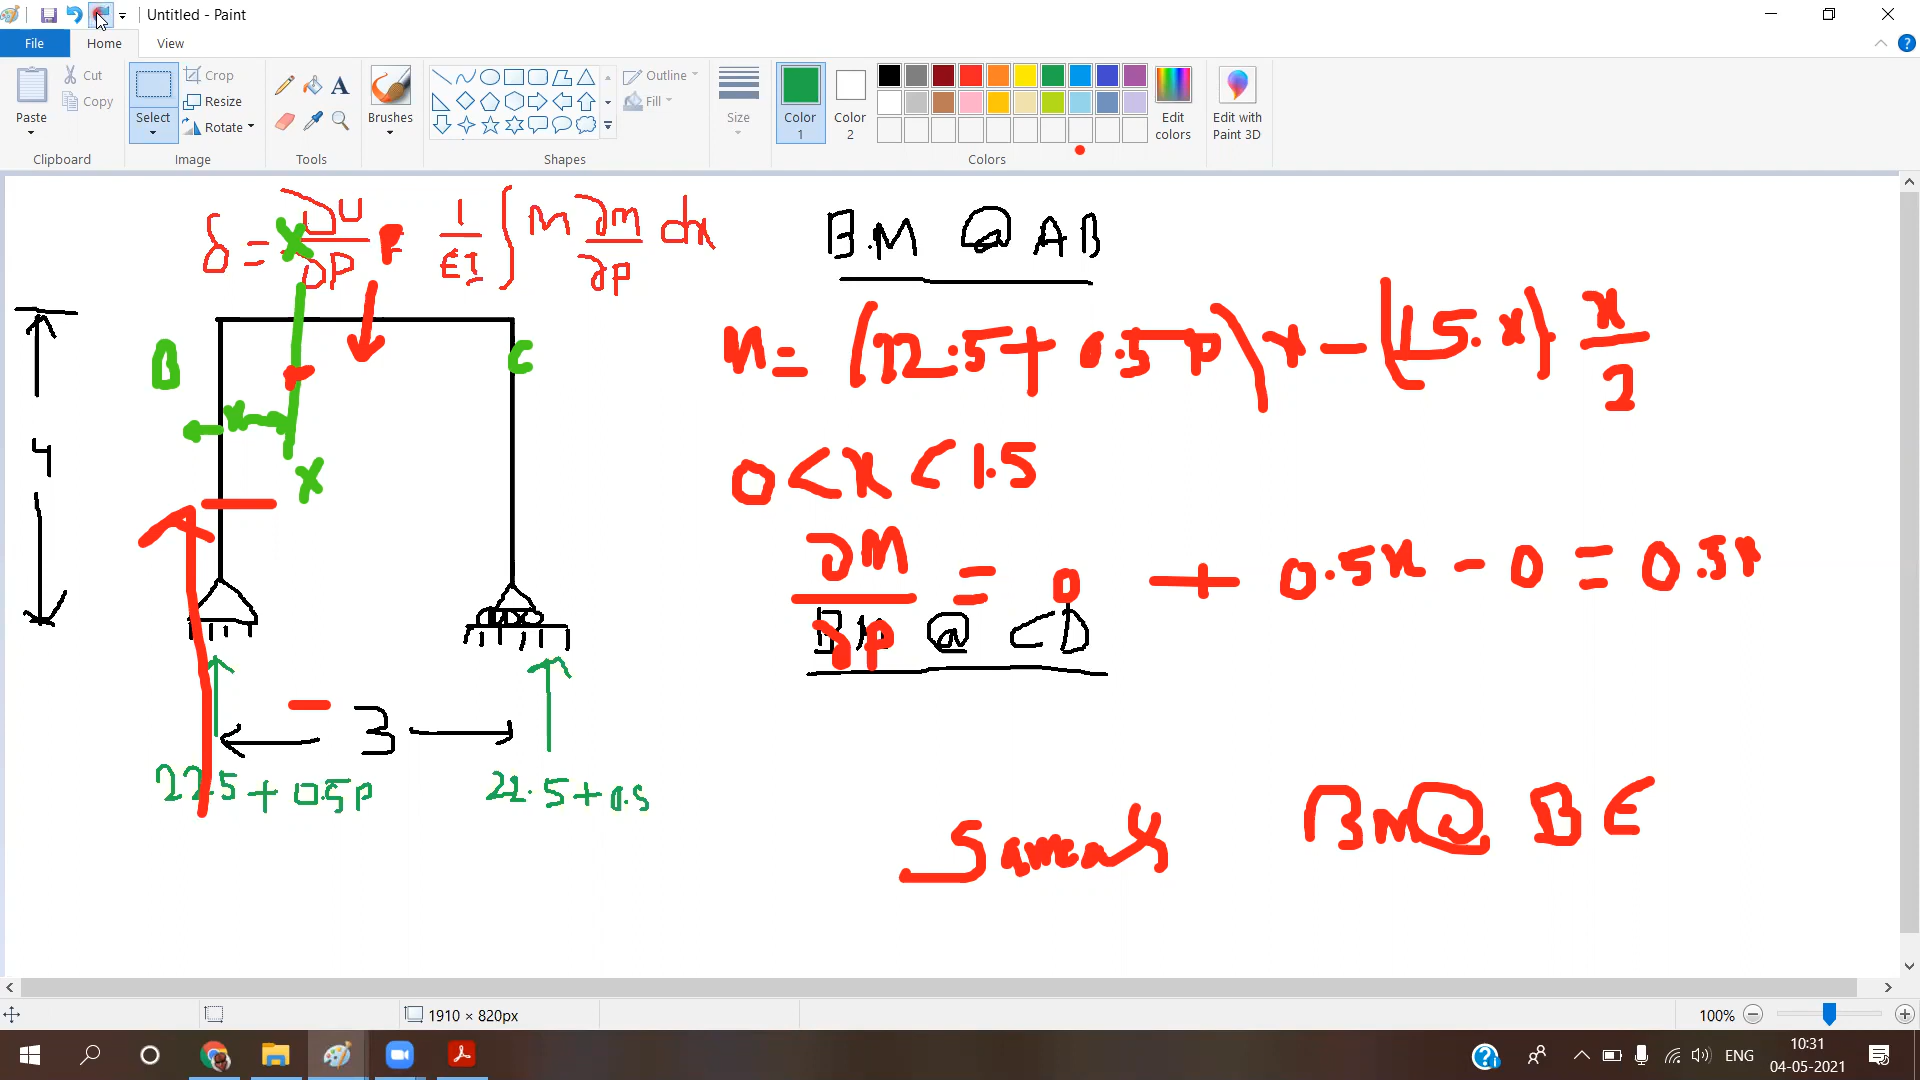 Untitled - Paint
File Home View
Paste Cut Copy Clipboard
Select Crop Resize Rotate Image
Tools
Brushes
Shapes
Outline Fill
Size
Color 1 Color 2 Edit colors Colors
Edit with Paint 3D
δ = ∂U/∂P 1/EI ∫ M ∂m/∂p dx
X P
B.M @ AB
B C
M = (22.5 + 0.5P) x - (15.x) x/2
4
x
X
0 < x < 1.5
∂M/∂P = 0 + 0.5x - 0 = 0.5x
BM @ CD
3
22.5 + 0.5P 22.5 + 0.5
BM @ BE
100%
1910 × 820px
ENG
10:31
04-05-2021